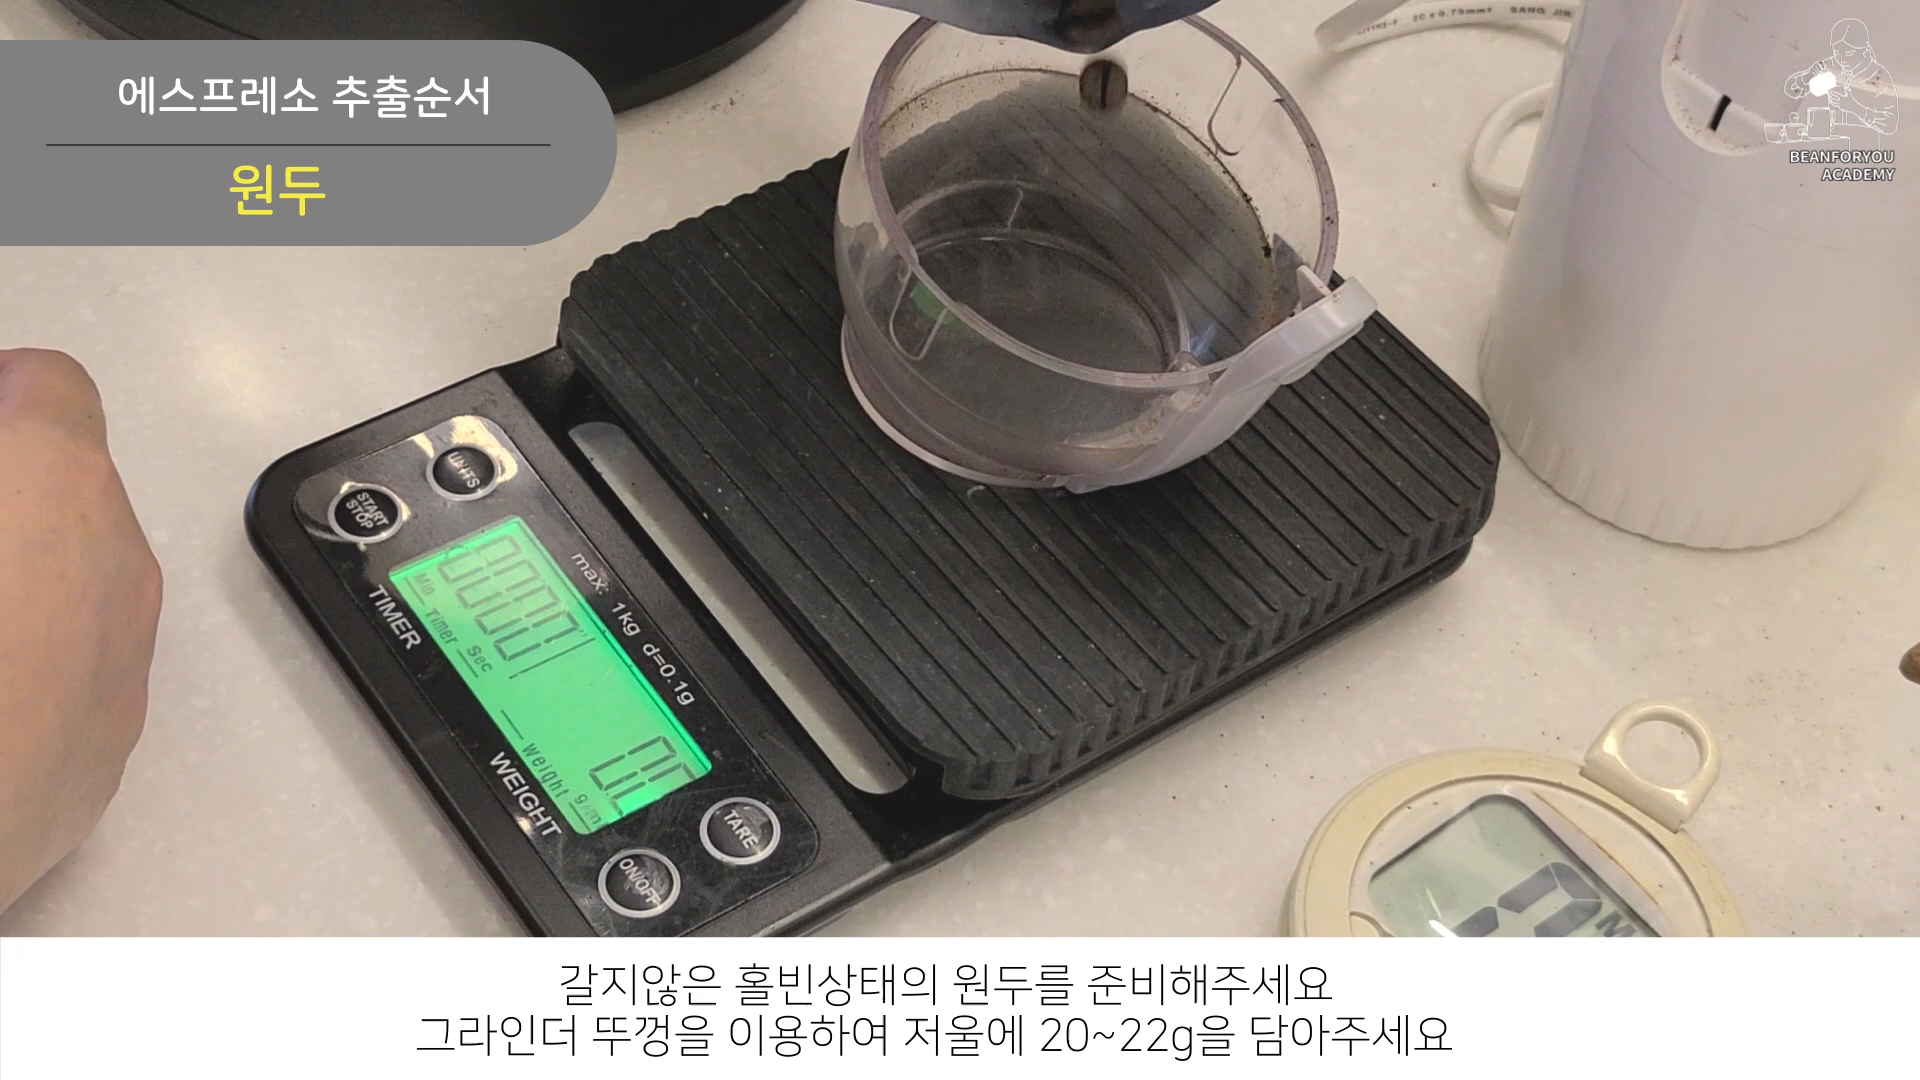 에스프레소 추출순서
원두
BEANFORYOU
ACADEMY
UNITS
START
STOP
max. 1kg d=0.1g
TIMER
Min Timer Sec
WEIGHT
Weight
TARE
ON/OFF
갈지않은 홀빈상태의 원두를 준비해주세요
그라인더 뚜껑을 이용하여 저울에 20~22g을 담아주세요